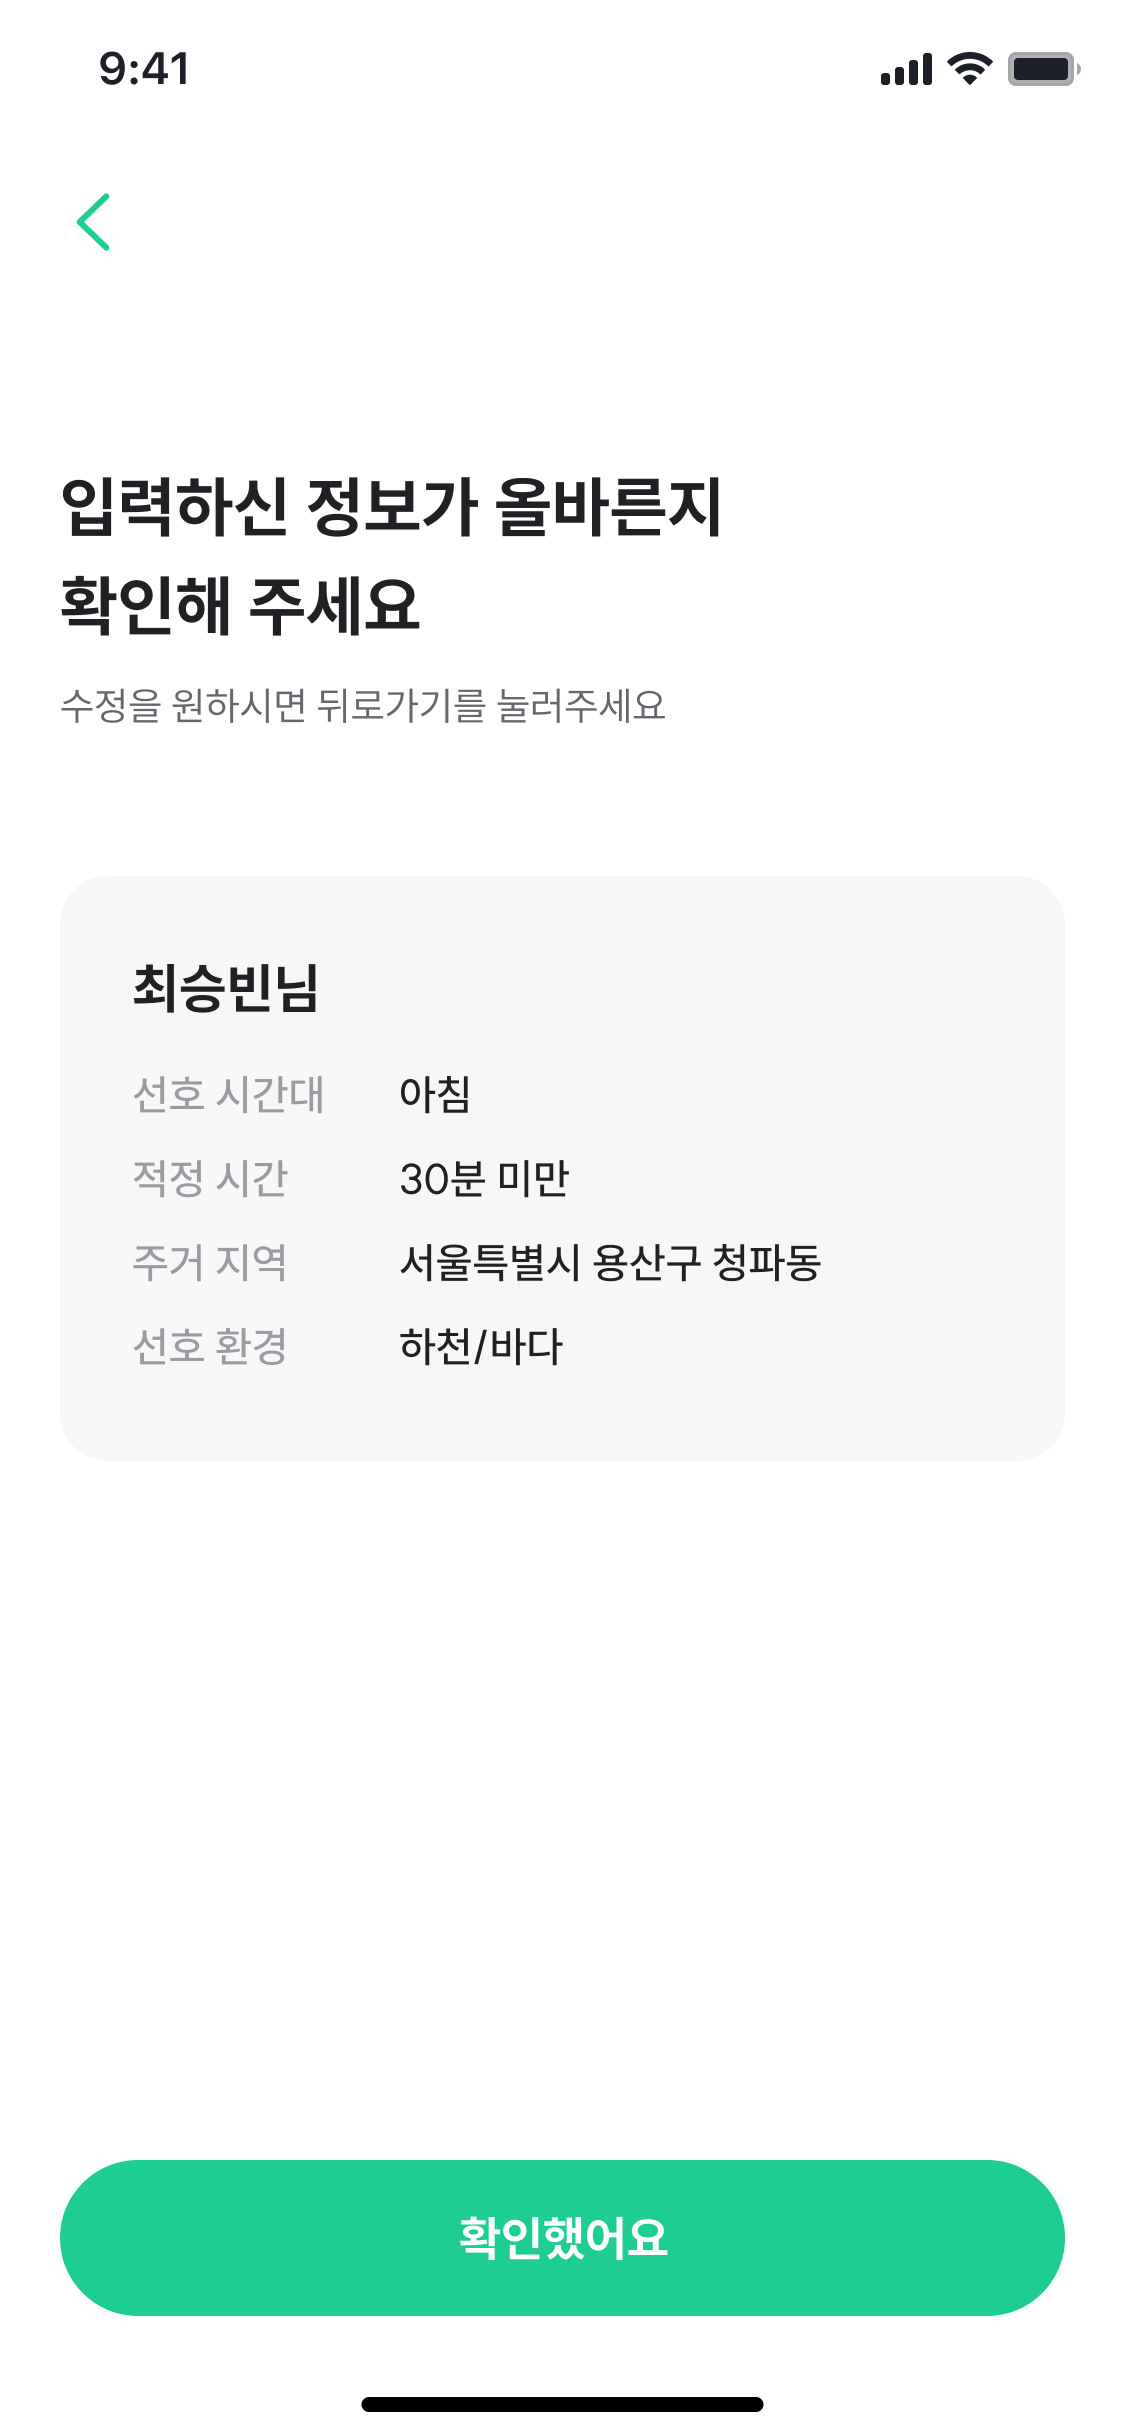 9:41
입력하신 정보가 올바른지
확인해 주세요
수정을 원하시면 뒤로가기를 눌러주세요
최승빈님
선호 시간대 아침
적정 시간 30분 미만
주거 지역 서울특별시 용산구 청파동
선호 환경 하천/바다
확인했어요